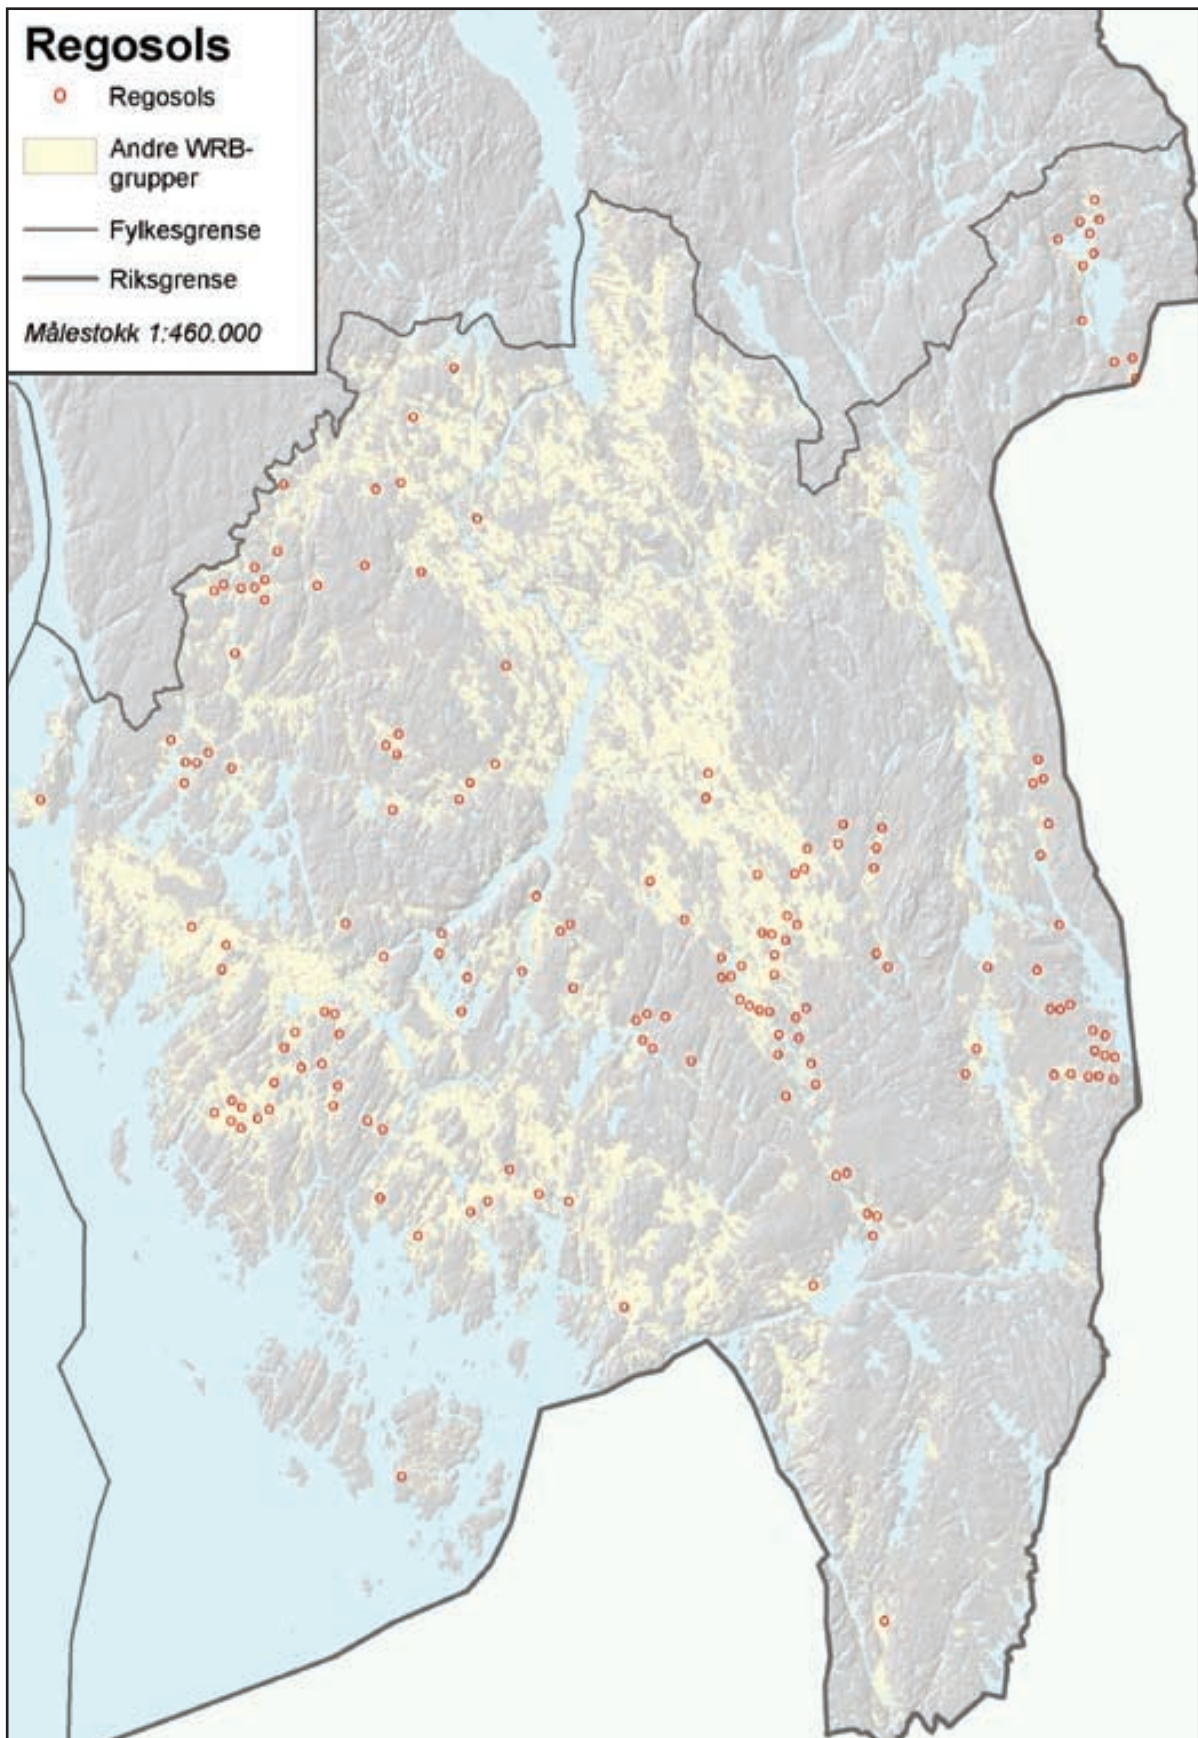 Regosols
Regosols
Andre WRB-
grupper
Fylkesgrense
Riksgrense
Målestokk 1:460.000